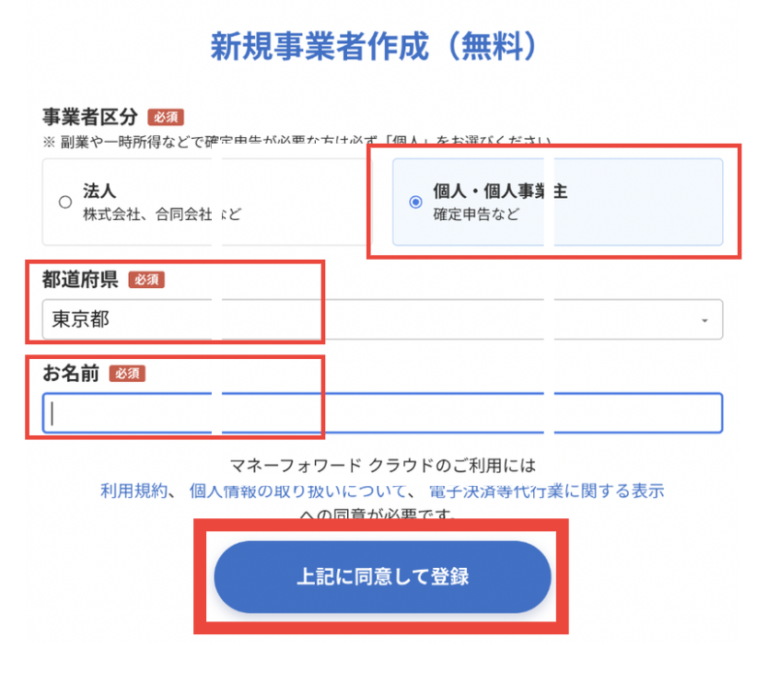 新規事業者作成（無料）
事業者区分 必須
※ 副業や一時所得などで確定申告が必要な方は必ず「個人」をお選びください
法人
株式会社、合同会社など
個人・個人事業主
確定申告など
都道府県 必須
東京都
お名前 必須
マネーフォワード クラウドのご利用には
利用規約、 個人情報の取り扱いについて、 電子決済等代行業に関する表示
への同意が必要です。
上記に同意して登録